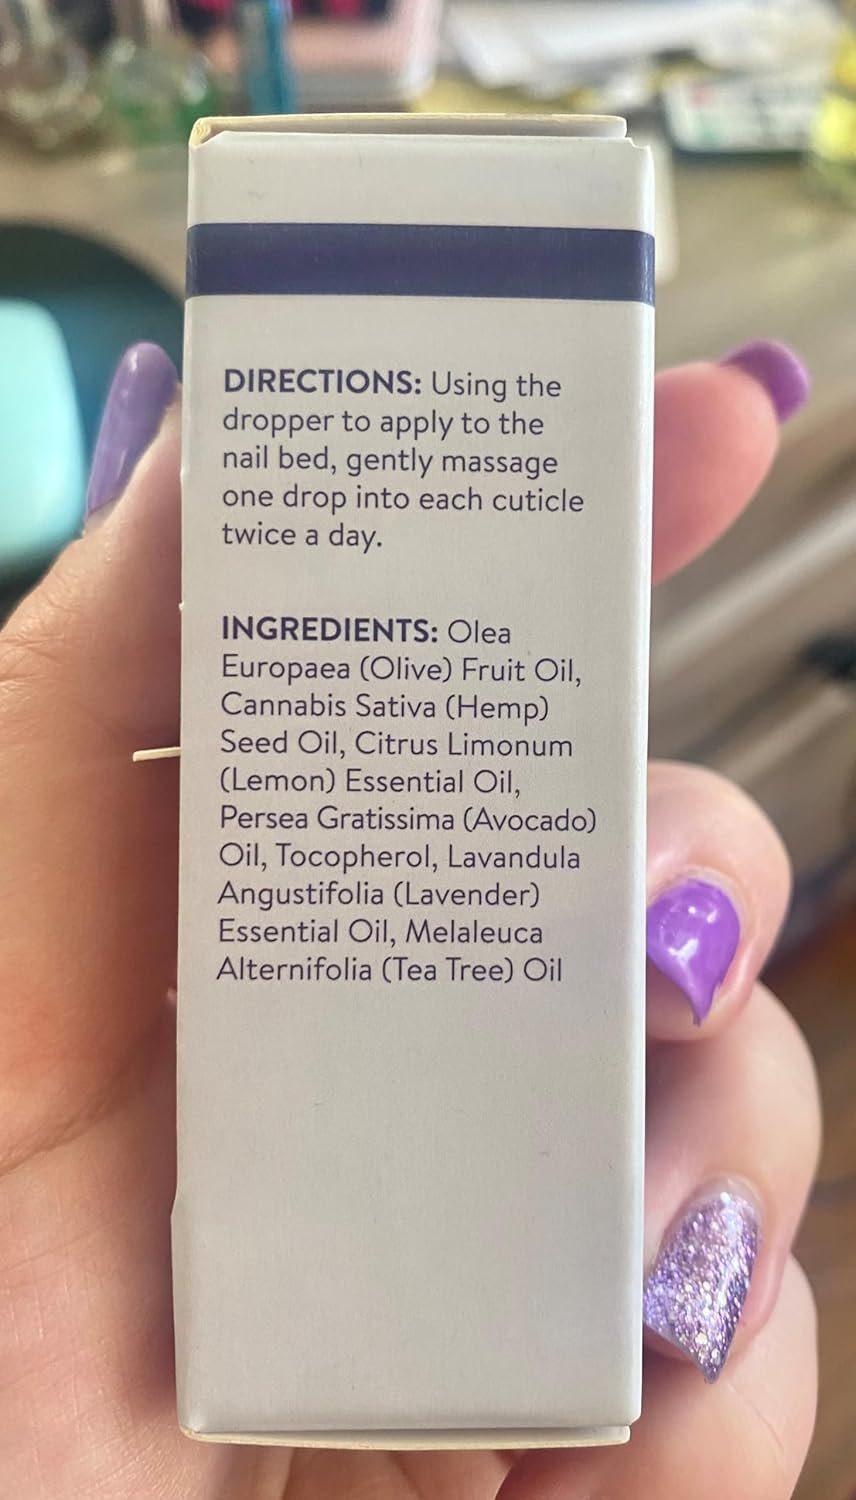 DIRECTIONS: Using the
dropper to apply to the
nail bed, gently massage
one drop into each cuticle
twice a day.
INGREDIENTS: Olea
Europaea (Olive) Fruit Oil,
Cannabis Sativa (Hemp)
Seed Oil, Citrus Limonum
(Lemon) Essential Oil,
Persea Gratissima (Avocado)
Oil, Tocopherol, Lavandula
Angustifolia (Lavender)
Essential Oil, Melaleuca
Alternifolia (Tea Tree) Oil